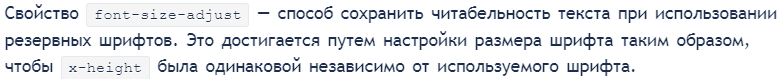 Свойство font-size-adjust — способ сохранить читабельность текста при использовании
резервных шрифтов. Это достигается путем настройки размера шрифта таким образом,
чтобы x-height была одинаковой независимо от используемого шрифта.